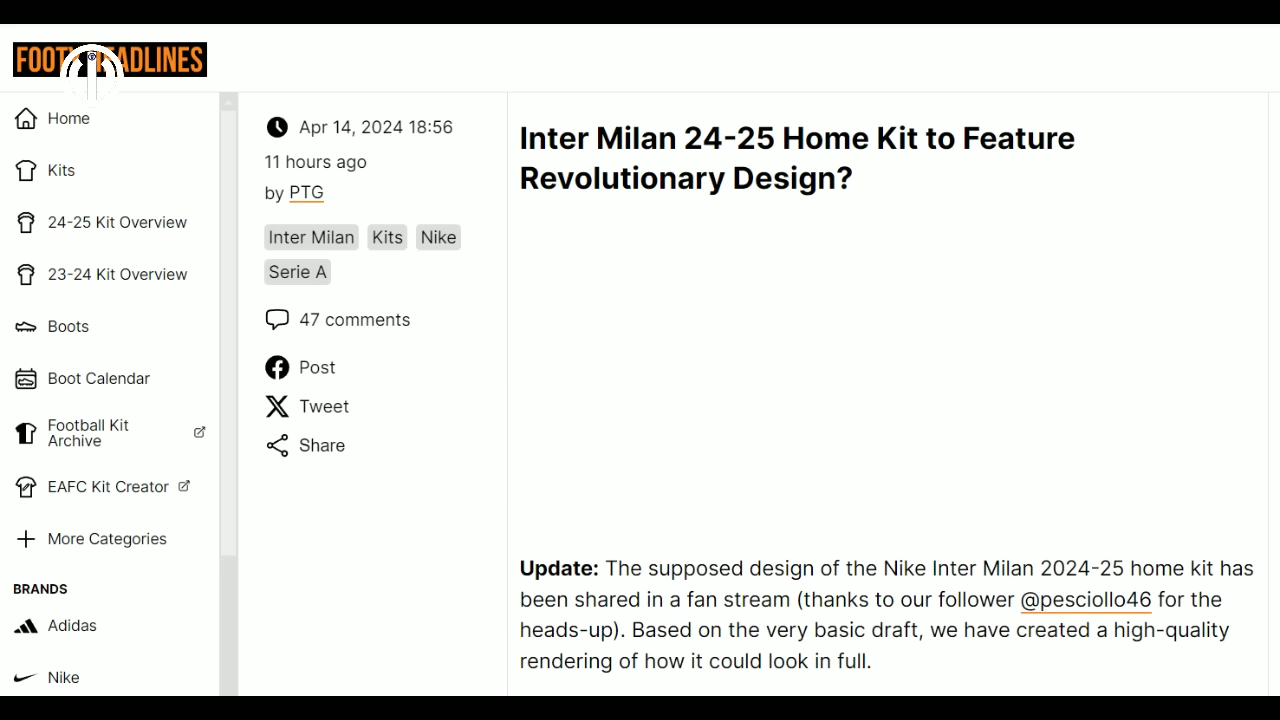 Home
Kits
24-25 Kit Overview
23-24 Kit Overview
Boots
Boot Calendar
Football Kit
Archive
EAFC Kit Creator
More Categories
BRANDS
Adidas
Nike
Apr 14, 2024 18:56
11 hours ago
by PTG
Inter Milan Kits Nike
Serie A
47 comments
Post
Tweet
Share
Inter Milan 24-25 Home Kit to Feature
Revolutionary Design?
Update: The supposed design of the Nike Inter Milan 2024-25 home kit has
been shared in a fan stream (thanks to our follower @pesciollo46 for the
heads-up). Based on the very basic draft, we have created a high-quality
rendering of how it could look in full.